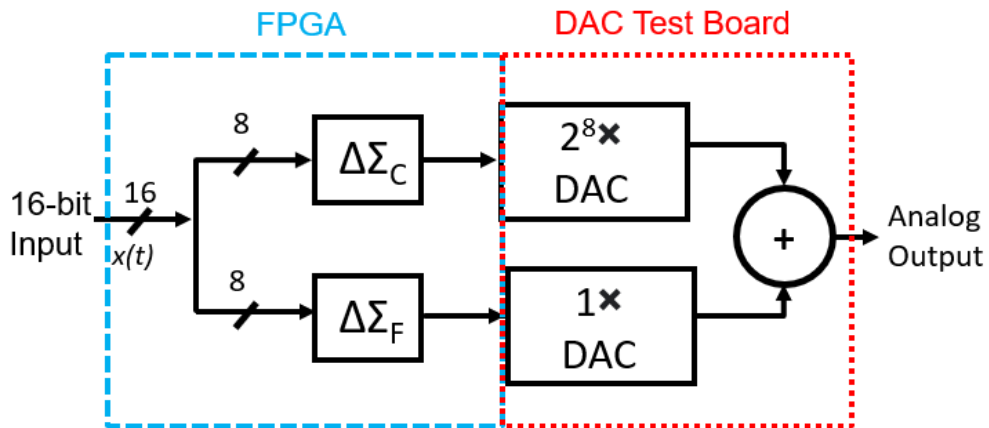 FPGA
DAC Test Board
8
ΔΣC
2⁸×
DAC
16-bit
Input
16
x(t)
+
Analog
Output
8
ΔΣF
1×
DAC